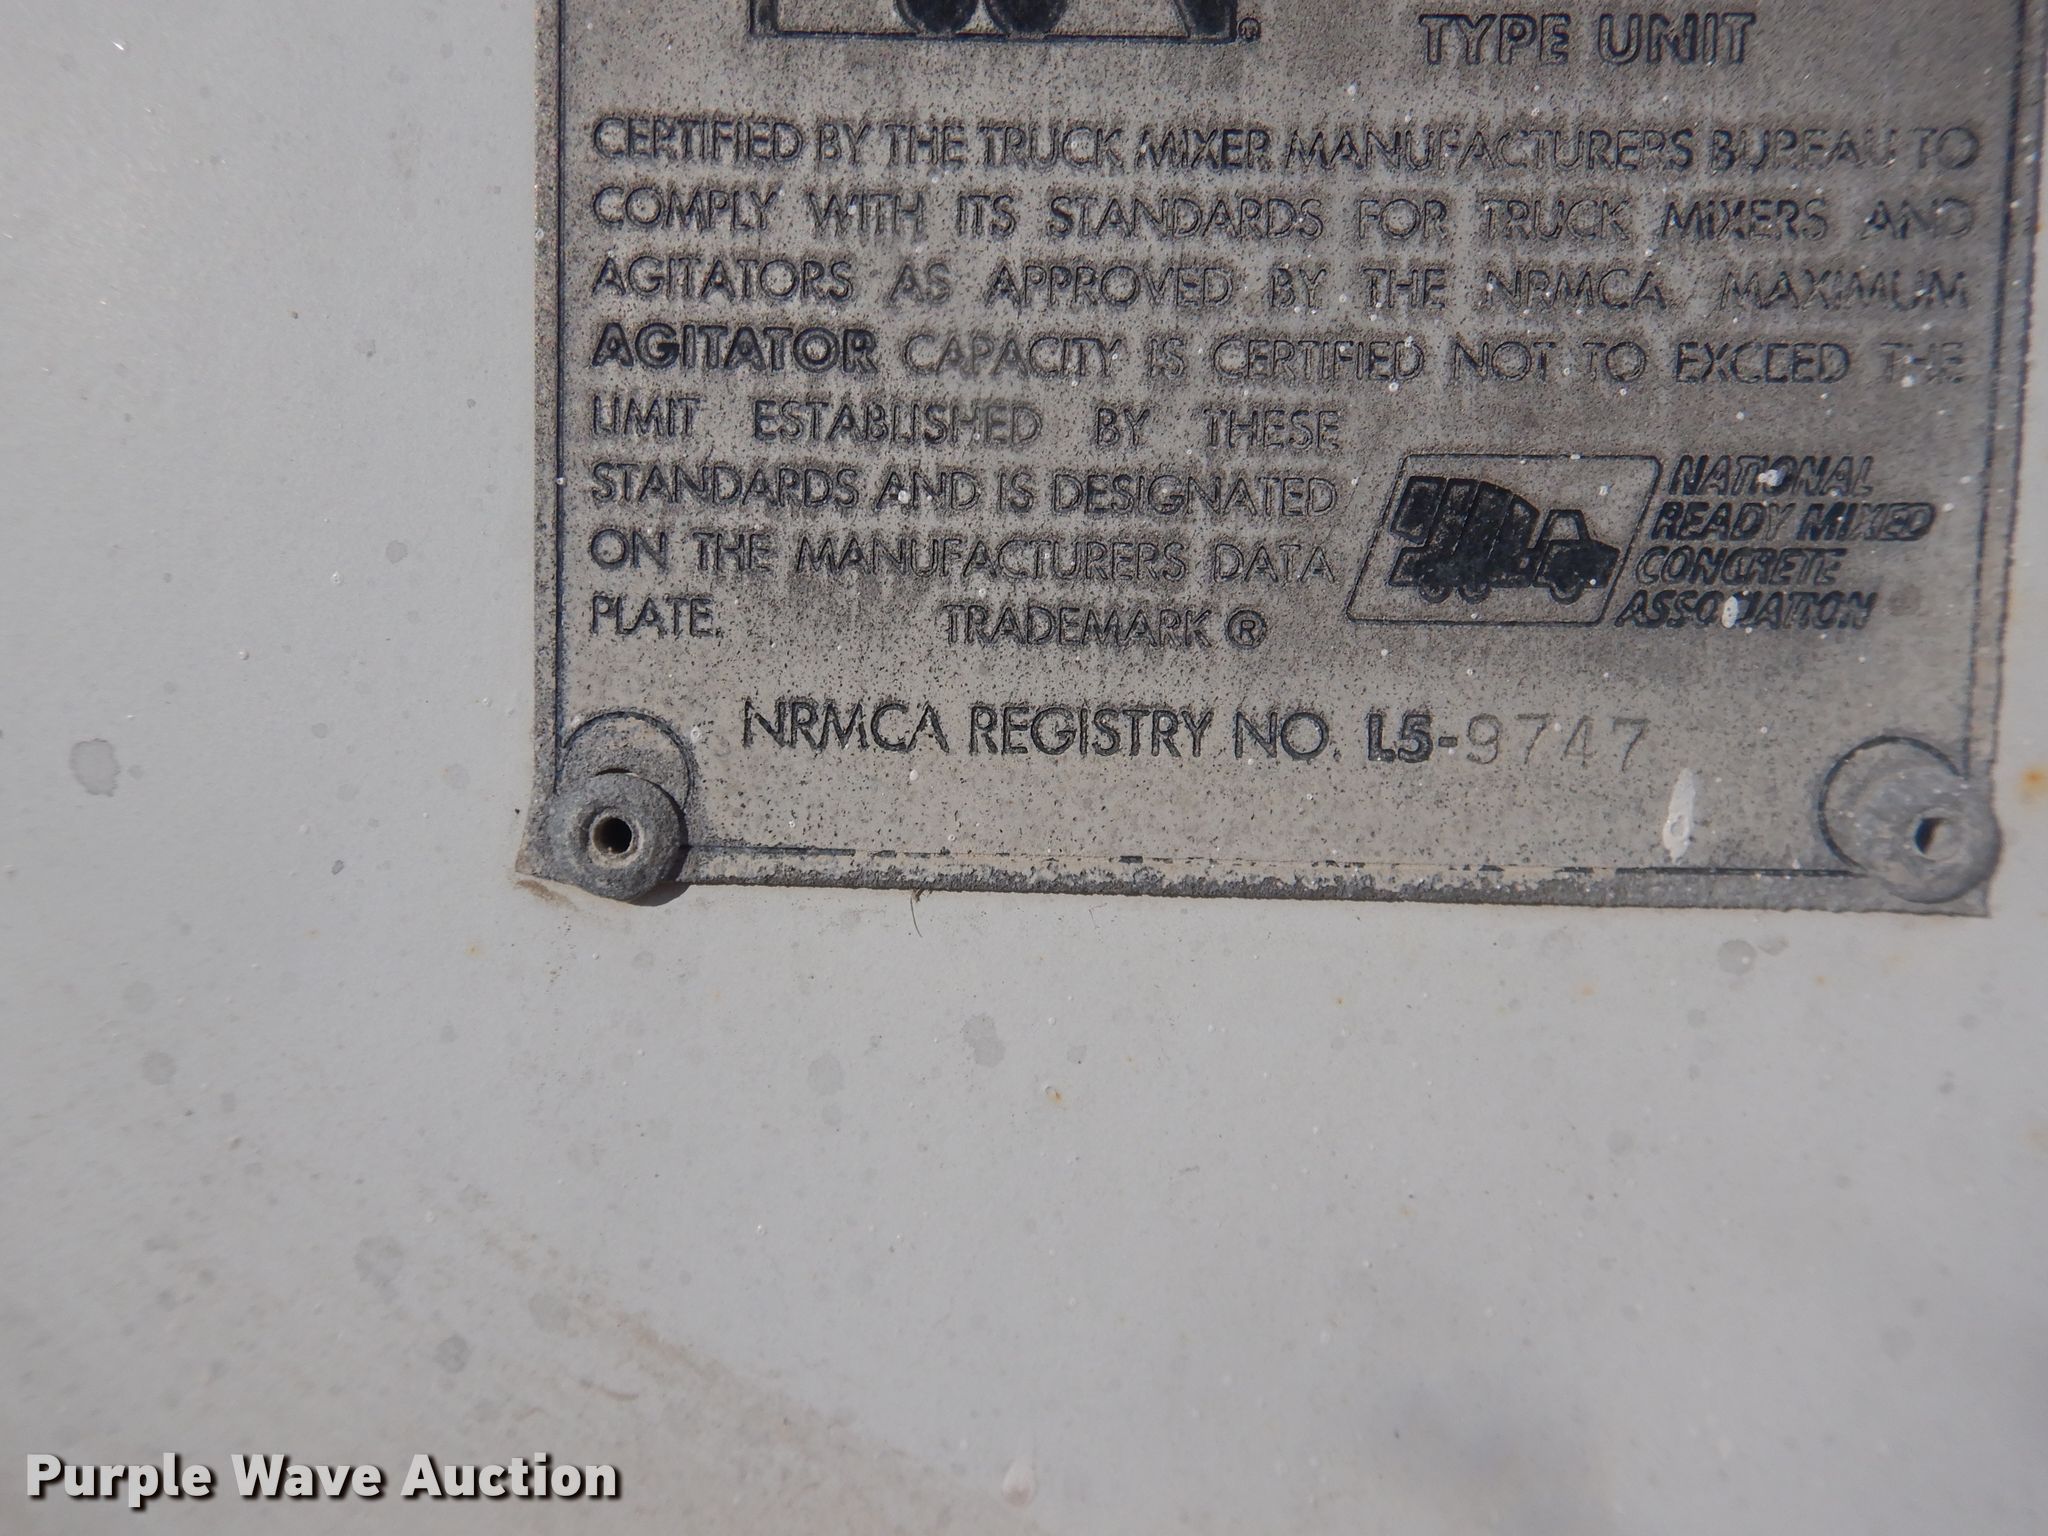 TYPE UNIT
CERTIFIED BY THE TRUCK MIXER MANUFACTURERS BUREAU TO
COMPLY WITH ITS STANDARDS FOR TRUCK MIXERS AND
AGITATORS AS APPROVED BY THE NRMCA MAXIMUM
AGITATOR CAPACITY IS CERTIFIED NOT TO EXCEED THE
LIMIT ESTABLISHED BY THESE
STANDARDS AND IS DESIGNATED
ON THE MANUFACTURERS DATA
PLATE. TRADEMARK ®
NATIONAL
READY MIXED
CONCRETE
ASSOCIATION
NRMCA REGISTRY NO. L5-9747
Purple Wave Auction